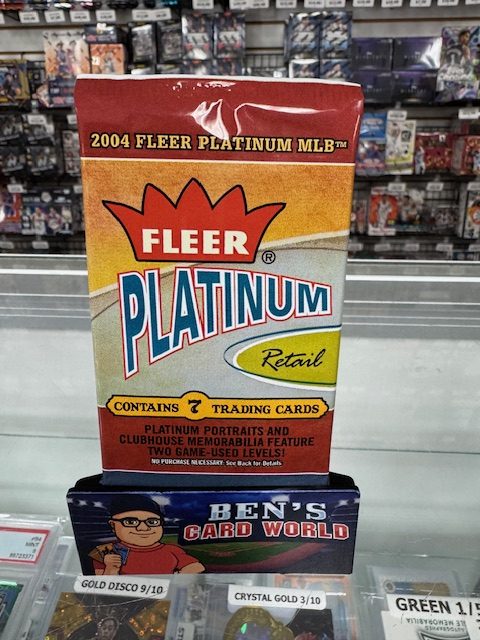 2004 FLEER PLATINUM MLB™
FLEER®
PLATINUM
Retail
CONTAINS 7 TRADING CARDS
PLATINUM PORTRAITS AND
CLUBHOUSE MEMORABILIA FEATURE
TWO GAME-USED LEVELS!
NO PURCHASE NECESSARY. See Back for Details
BEN'S
CARD WORLD
MINT
GOLD DISCO 9/10
CRYSTAL GOLD 3/10
GREEN 1/5